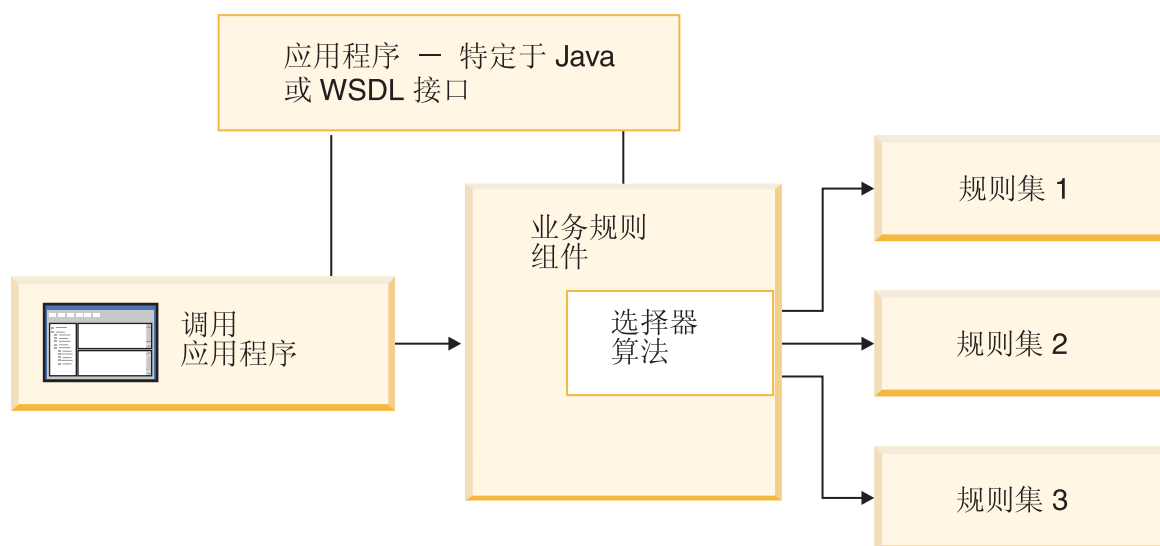 应用程序 — 特定于 Java
或 WSDL 接口
调用
应用程序
业务规则
组件
选择器
算法
规则集 1
规则集 2
规则集 3